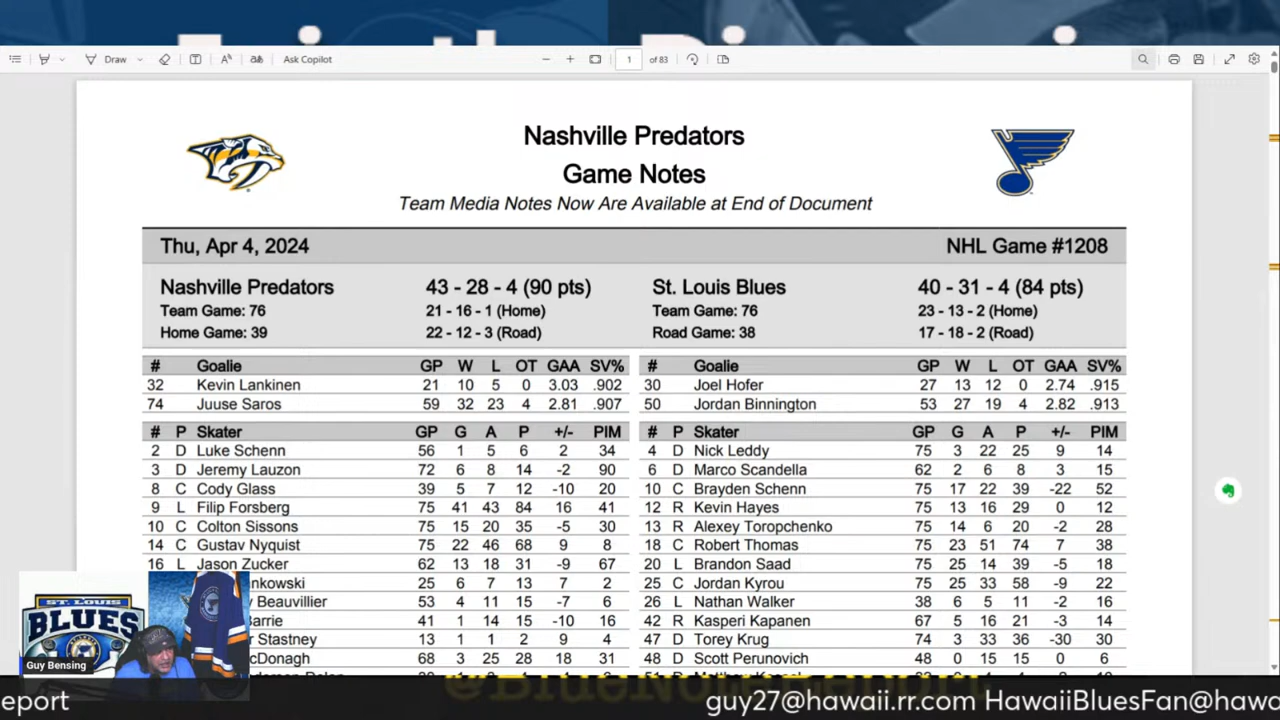 Draw
Ask Copilot
1 of 83
Nashville Predators
Game Notes
Team Media Notes Now Are Available at End of Document
Thu, Apr 4, 2024 NHL Game #1208
Nashville Predators 43 - 28 - 4 (90 pts) St. Louis Blues 40 - 31 - 4 (84 pts)
Team Game: 76 21 - 16 - 1 (Home) Team Game: 76 23 - 13 - 2 (Home)
Home Game: 39 22 - 12 - 3 (Road) Road Game: 38 17 - 18 - 2 (Road)
# Goalie GP W L OT GAA SV% # Goalie GP W L OT GAA SV%
32 Kevin Lankinen 21 10 5 0 3.03 .902 30 Joel Hofer 27 13 12 0 2.74 .915
74 Juuse Saros 59 32 23 4 2.81 .907 50 Jordan Binnington 53 27 19 4 2.82 .913
# P Skater GP G A P +/- PIM # P Skater GP G A P +/- PIM
2 D Luke Schenn 56 1 5 6 2 34 4 D Nick Leddy 75 3 22 25 9 14
3 D Jeremy Lauzon 72 6 8 14 -2 90 6 D Marco Scandella 62 2 6 8 3 15
8 C Cody Glass 39 5 7 12 -10 20 10 C Brayden Schenn 75 17 22 39 -22 52
9 L Filip Forsberg 75 41 43 84 16 41 12 R Kevin Hayes 75 13 16 29 0 12
10 C Colton Sissons 75 15 20 35 -5 30 13 R Alexey Toropchenko 75 14 6 20 -2 28
14 C Gustav Nyquist 75 22 46 68 9 8 18 C Robert Thomas 75 23 51 74 7 38
16 L Jason Zucker 62 13 18 31 -9 67 20 L Brandon Saad 75 25 14 39 -5 18
nkowski 25 6 7 13 7 2 25 C Jordan Kyrou 75 25 33 58 -9 22
y Beauvillier 53 4 11 15 -7 6 26 L Nathan Walker 38 6 5 11 -2 16
arrie 41 1 14 15 -10 16 42 R Kasperi Kapanen 67 5 16 21 -3 14
r Stastney 13 1 1 2 9 4 47 D Torey Krug 74 3 33 36 -30 30
cDonagh 68 3 25 28 18 31 48 D Scott Perunovich 48 0 15 15 0 6
ST. LOUIS
BLUES
Guy Bensing
eport guy27@hawaii.rr.com HawaiiBluesFan@hawa